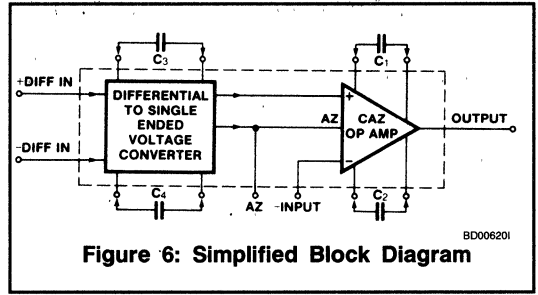 C3
C1
+DIFF IN
DIFFERENTIAL
TO SINGLE
ENDED
VOLTAGE
CONVERTER
+
AZ
CAZ
OP AMP
OUTPUT
-DIFF IN
−
C4
AZ
-INPUT
C2
BD00620I
Figure 6: Simplified Block Diagram